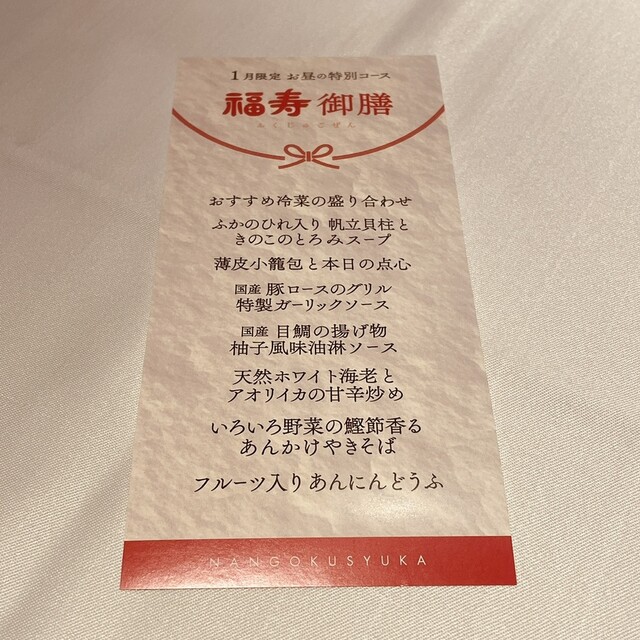 1月限定 お昼の特別コース
福寿御膳
ふくじゅごぜん
おすすめ冷菜の盛り合わせ
ふかのひれ入り 帆立貝柱と
きのこのとろみスープ
薄皮小籠包と本日の点心
国産 豚ロースのグリル
特製ガーリックソース
国産 目鯛の揚げ物
柚子風味油淋ソース
天然ホワイト海老と
アオリイカの甘辛炒め
いろいろ野菜の鰹節香る
あんかけやきそば
フルーツ入りあんにんどうふ
NANGOKUSYUKA